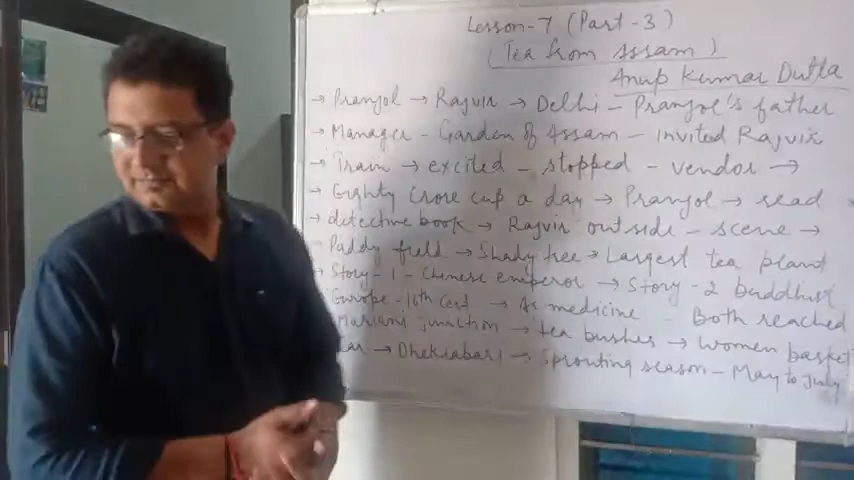 Lesson-7 (Part-3)
(Tea from Assam)
Anup Kumar Dutta
→ Pranjol → Rajvir → Delhi - Pranjol's father
→ Manager - Garden of Assam - invited Rajvir
→ Train → excited - stopped - vendor →
→ Eighty Crore cup a day → Pranjol → read
→ detective book → Rajvir outside - scene →
Paddy field → Shady tree → Largest tea plant
→ Story-1 - Chinese emperor → Story-2 buddhist
Europe - 16th → As medicine - Both reached
Mariani junction → tea bushes → women basket
→ Dhekiabari → Sprouting season - May to July